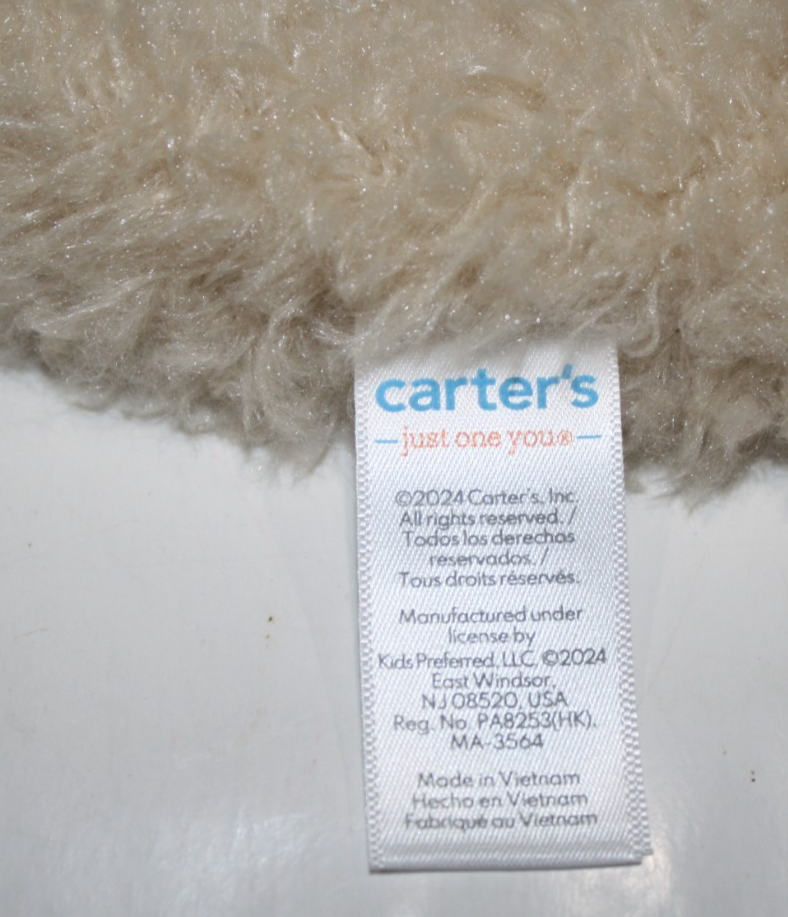 carter's
just one you®
©2024 Carter's, Inc.
All rights reserved. /
Todos los derechos
reservados. /
Tous droits réservés.
Manufactured under
license by
Kids Preferred, LLC. ©2024
East Windsor,
NJ 08520, USA
Reg. No. PA8253(HK),
MA-3564
Made in Vietnam
Hecho en Vietnam
Fabriqué au Vietnam